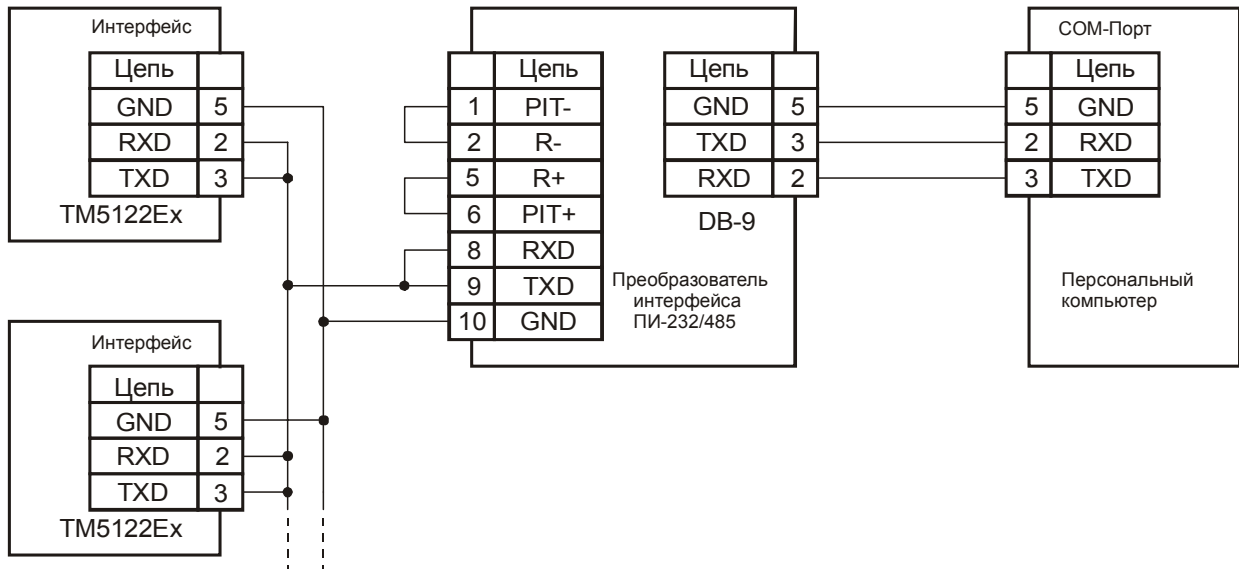 Интерфейс
Цепь
GND 5
RXD 2
TXD 3
TM5122Ex
Интерфейс
Цепь
GND 5
RXD 2
TXD 3
TM5122Ex
Цепь
1 PIT-
2 R-
5 R+
6 PIT+
8 RXD
9 TXD
10 GND
Цепь
GND 5
TXD 3
RXD 2
DB-9
Преобразователь
интерфейса
ПИ-232/485
COM-Порт
Цепь
5 GND
2 RXD
3 TXD
Персональный
компьютер